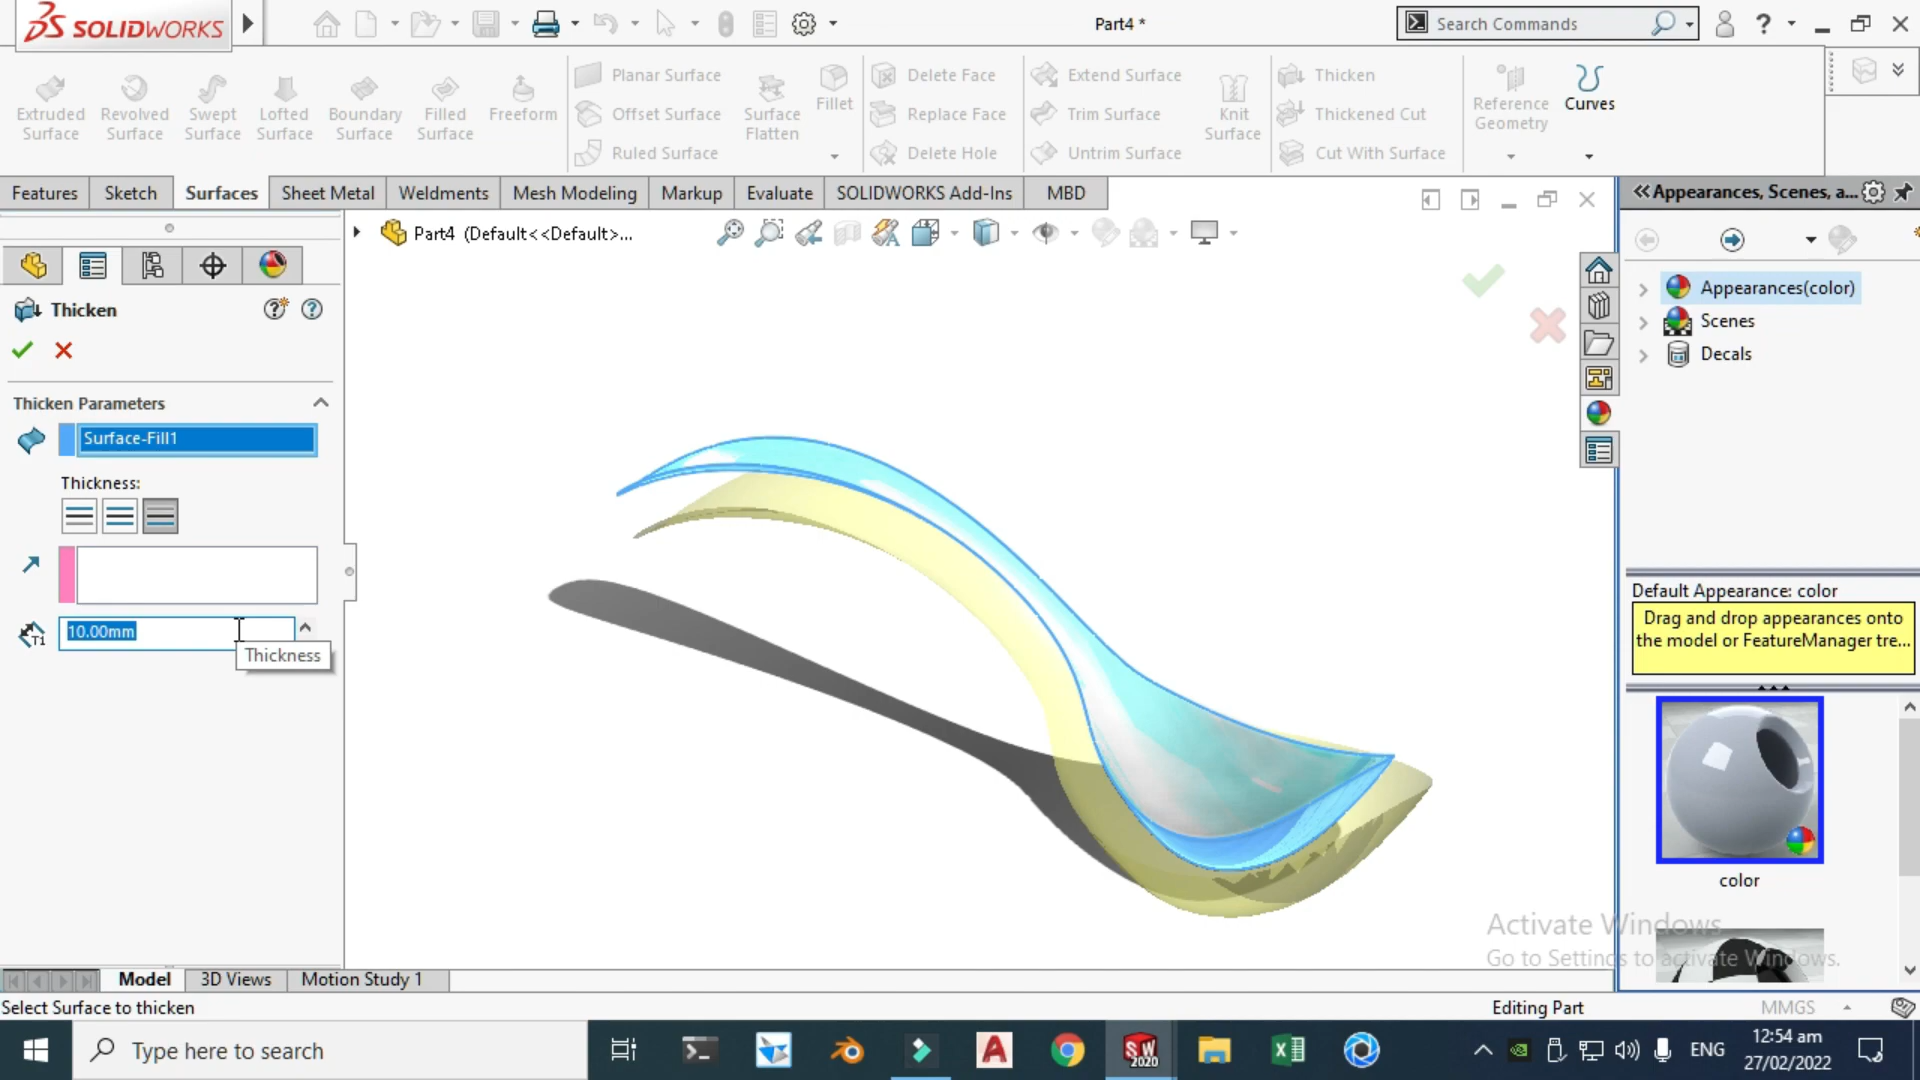 SOLIDWORKS
Part4 *
Search Commands
Extruded Surface
Revolved Surface
Swept Surface
Lofted Surface
Boundary Surface
Filled Surface
Freeform
Planar Surface
Offset Surface
Ruled Surface
Surface Flatten
Fillet
Delete Face
Replace Face
Delete Hole
Extend Surface
Trim Surface
Untrim Surface
Knit Surface
Thicken
Thickened Cut
Cut With Surface
Reference Geometry
Curves
Features
Sketch
Surfaces
Sheet Metal
Weldments
Mesh Modeling
Markup
Evaluate
SOLIDWORKS Add-Ins
MBD
Appearances, Scenes, a...
Part4 (Default<<Default>...
Appearances(color)
Scenes
Decals
Thicken
Thicken Parameters
Surface-Fill1
Thickness:
T1
10.00mm
Thickness
Default Appearance: color
Drag and drop appearances onto
the model or FeatureManager tre...
color
Activate Windows
Go to Settings to activate Windows.
Model
3D Views
Motion Study 1
Select Surface to thicken
Editing Part
MMGS
Type here to search
SW
2020
ENG
12:54 am
27/02/2022